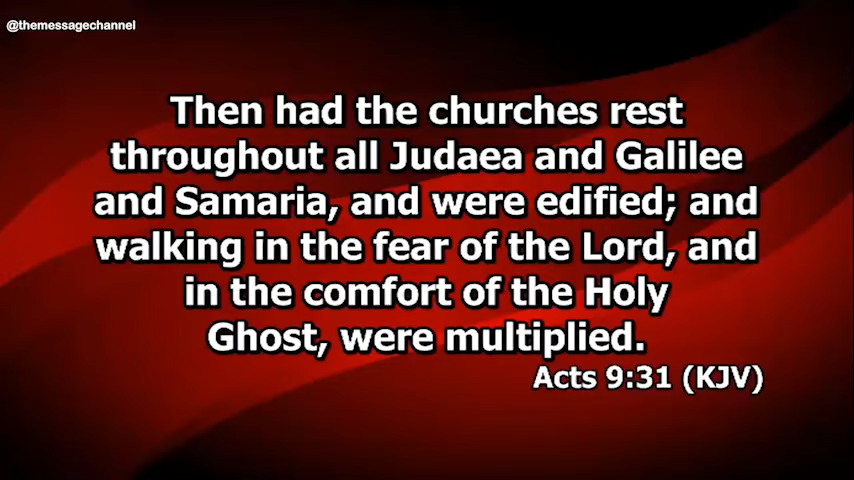 @themessagechannel
Then had the churches rest
throughout all Judaea and Galilee
and Samaria, and were edified; and
walking in the fear of the Lord, and
in the comfort of the Holy
Ghost, were multiplied.
Acts 9:31 (KJV)